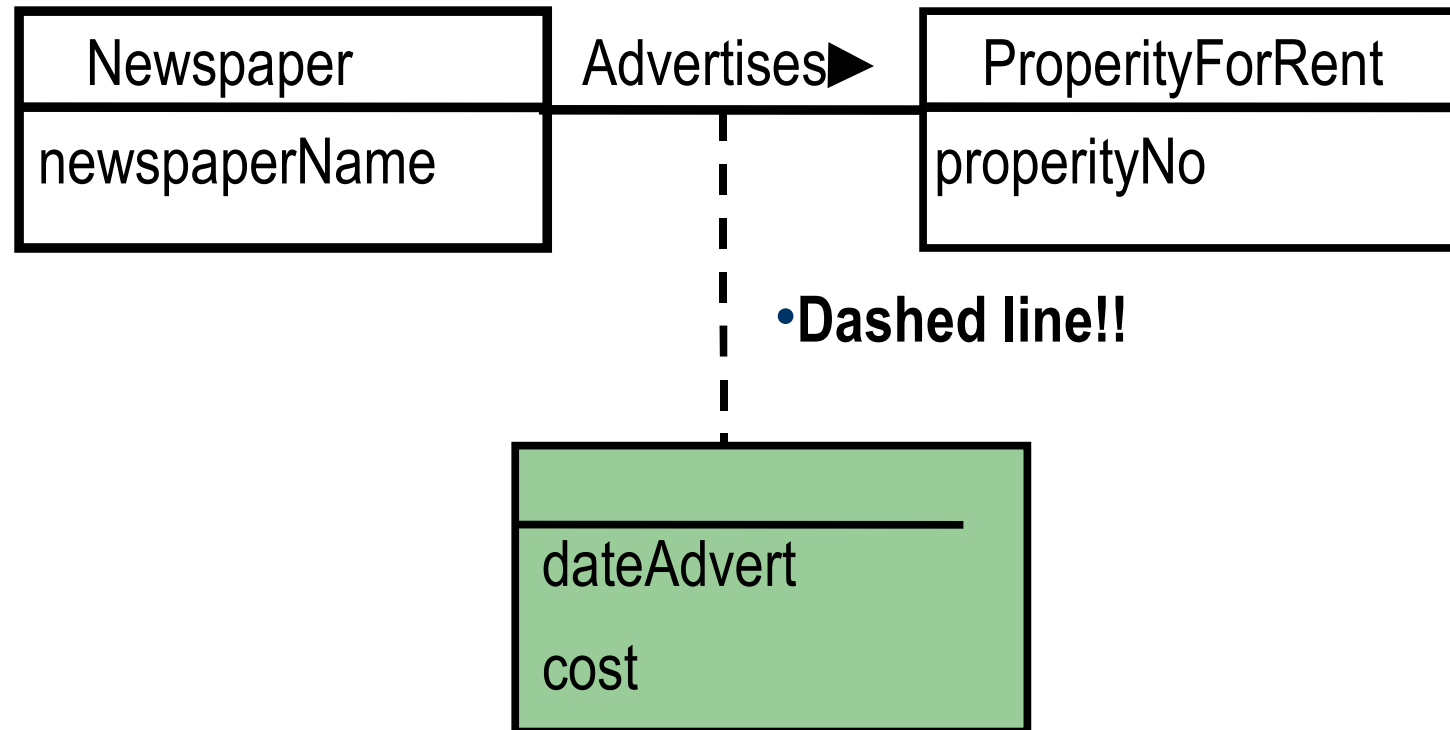 Newspaper
Advertises▶
ProperityForRent
newspaperName
properityNo
•Dashed line!!
dateAdvert
cost